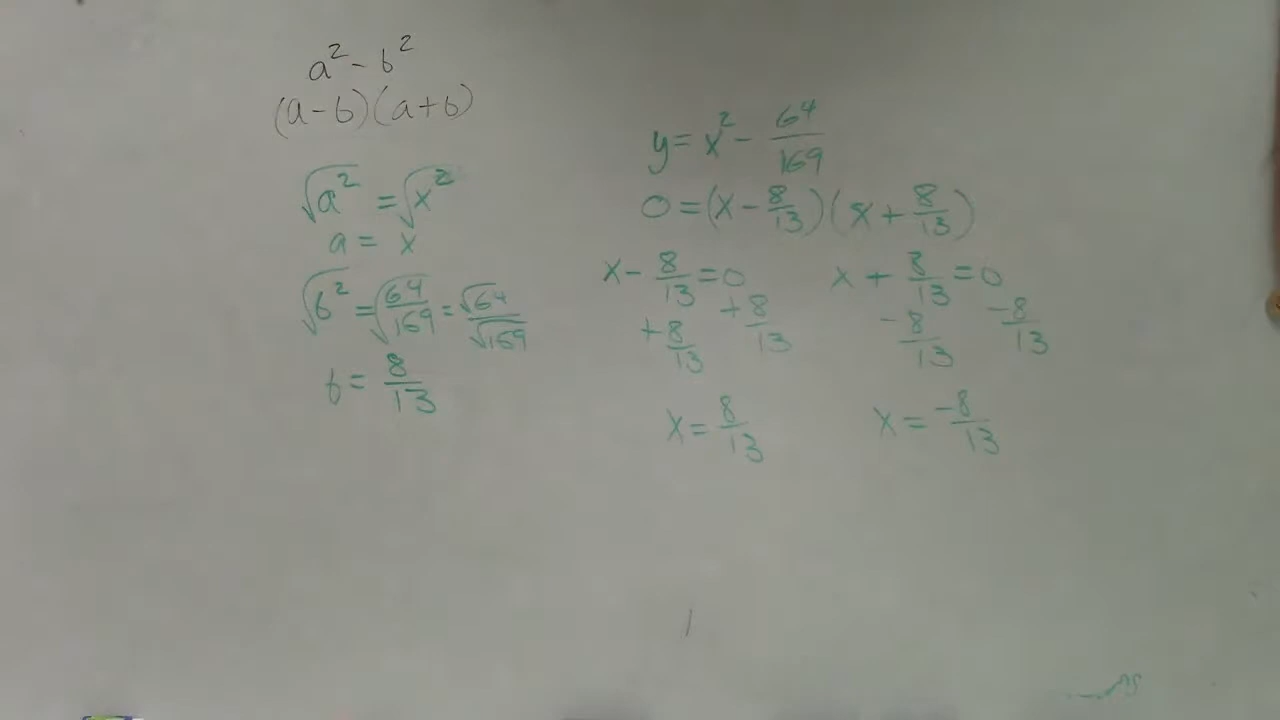 a² - b²
(a - b)(a + b)
√a² = √x²
a = x
√b² = √64/169 = √64/√169
b = 8/13
y = x² - 64/169
0 = (x - 8/13)(x + 8/13)
x - 8/13 = 0
+ 8/13 + 8/13
x = 8/13
x + 8/13 = 0
- 8/13 - 8/13
x = -8/13